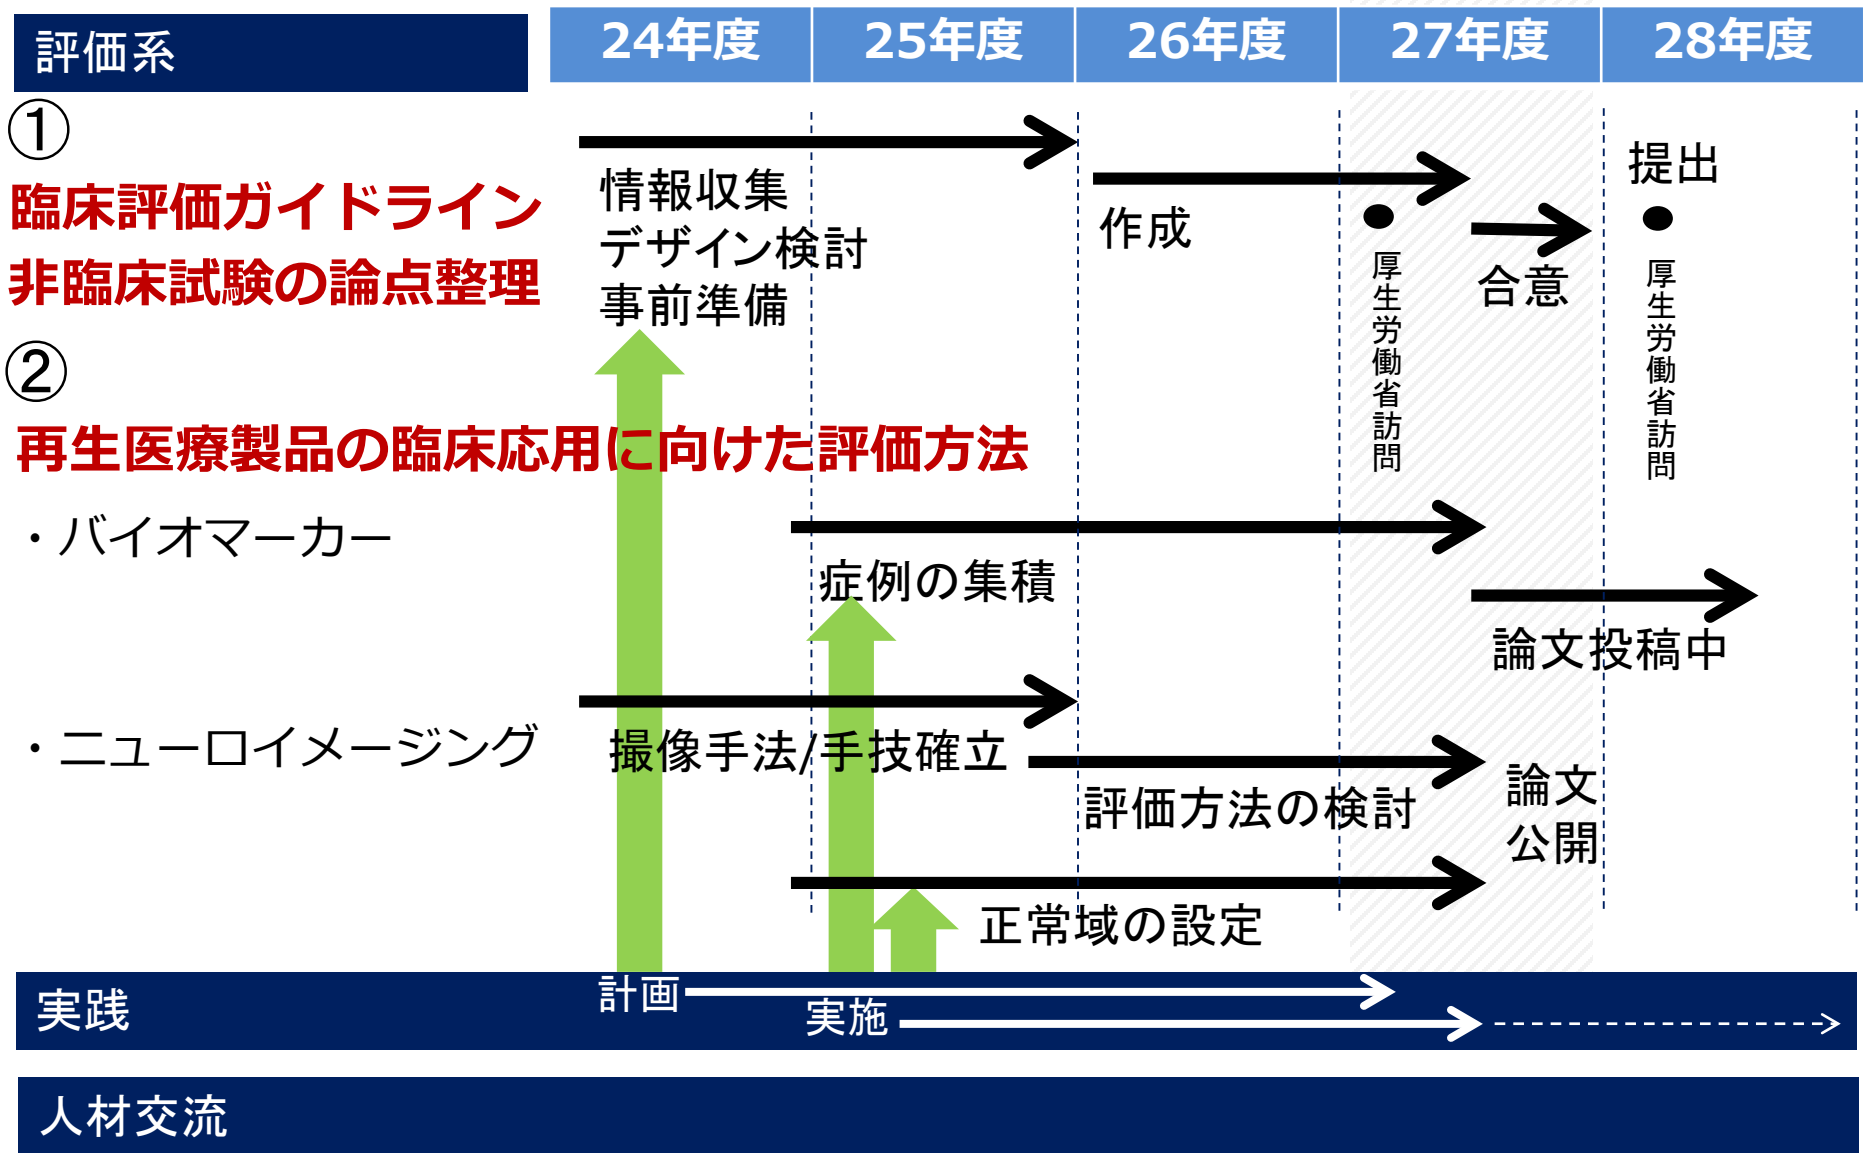 評価系
24年度
25年度
26年度
27年度
28年度
①
臨床評価ガイドライン
非臨床試験の論点整理
情報収集
デザイン検討
事前準備
作成
厚生労働省訪問
合意
提出
厚生労働省訪問
②
再生医療製品の臨床応用に向けた評価方法
・バイオマーカー
症例の集積
論文投稿中
・ニューロイメージング
撮像手法/手技確立
評価方法の検討
論文
公開
正常域の設定
実践
計画
実施
人材交流